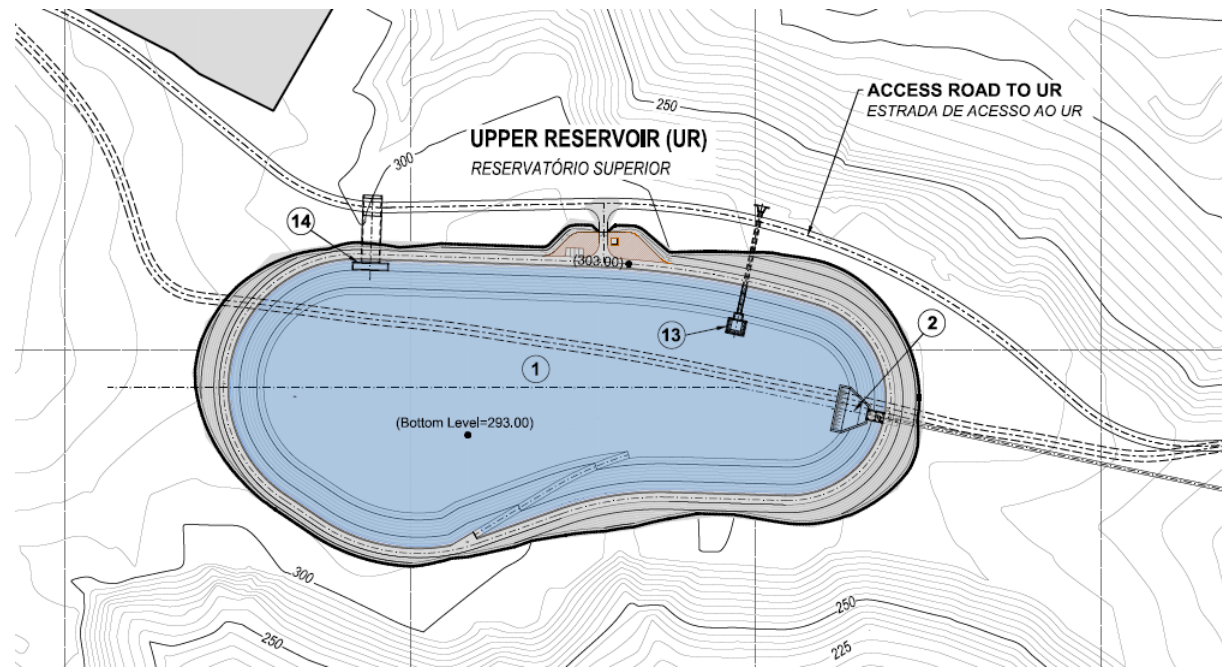 250
ACCESS ROAD TO UR
ESTRADA DE ACESSO AO UR
UPPER RESERVOIR (UR)
RESERVATÓRIO SUPERIOR
300
14
(303.90)
13
2
1
(Bottom Level=293.00)
300
250
250
225